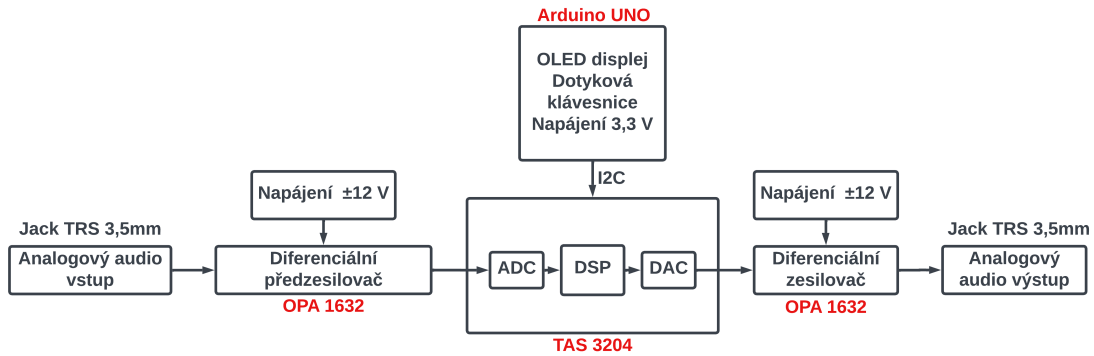 Arduino UNO
OLED displej
Dotyková
klávesnice
Napájení 3,3 V
I2C
Napájení ±12 V
Napájení ±12 V
Jack TRS 3,5mm
Analogový audio
vstup
Diferenciální
předzesilovač
OPA 1632
ADC
DSP
DAC
TAS 3204
Diferenciální
zesilovač
OPA 1632
Jack TRS 3,5mm
Analogový
audio výstup